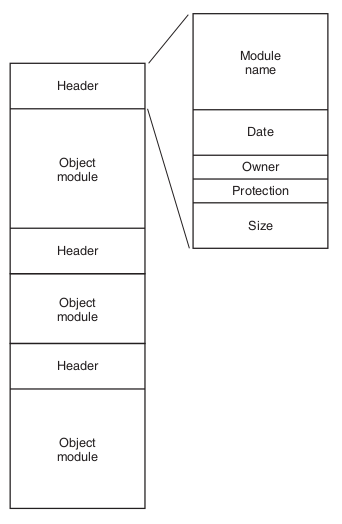 Header
Object
module
Header
Object
module
Header
Object
module
Module
name
Date
Owner
Protection
Size